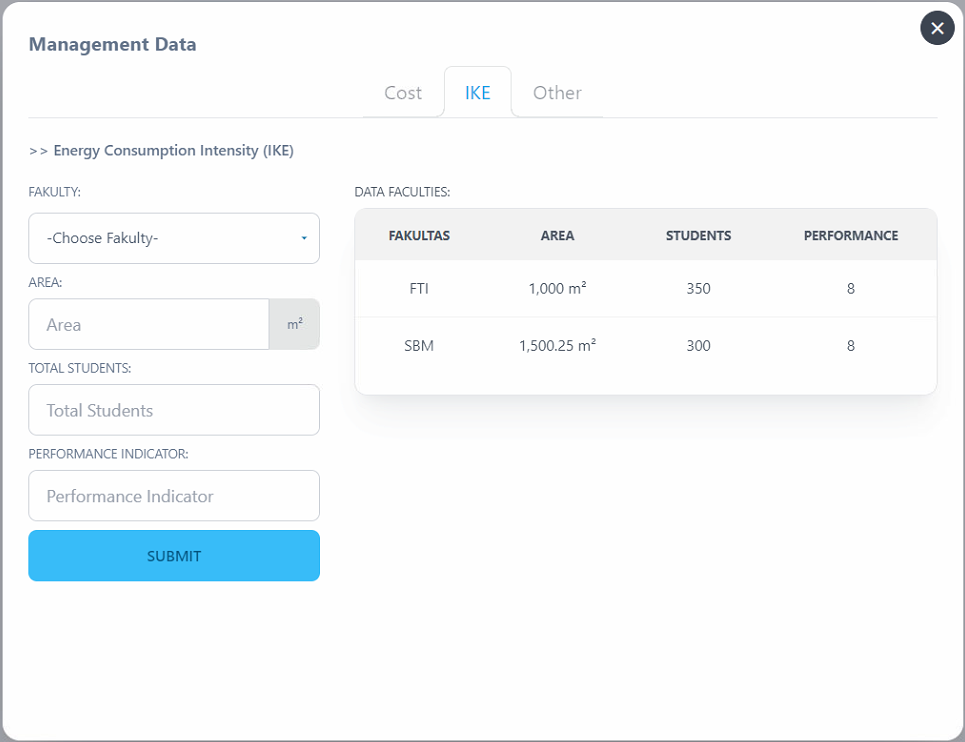 Management Data
Cost IKE Other
>> Energy Consumption Intensity (IKE)
FAKULTY:
-Choose Fakulty-
AREA:
Area m²
TOTAL STUDENTS:
Total Students
PERFORMANCE INDICATOR:
Performance Indicator
SUBMIT
DATA FACULTIES:
FAKULTAS AREA STUDENTS PERFORMANCE
FTI 1,000 m² 350 8
SBM 1,500.25 m² 300 8